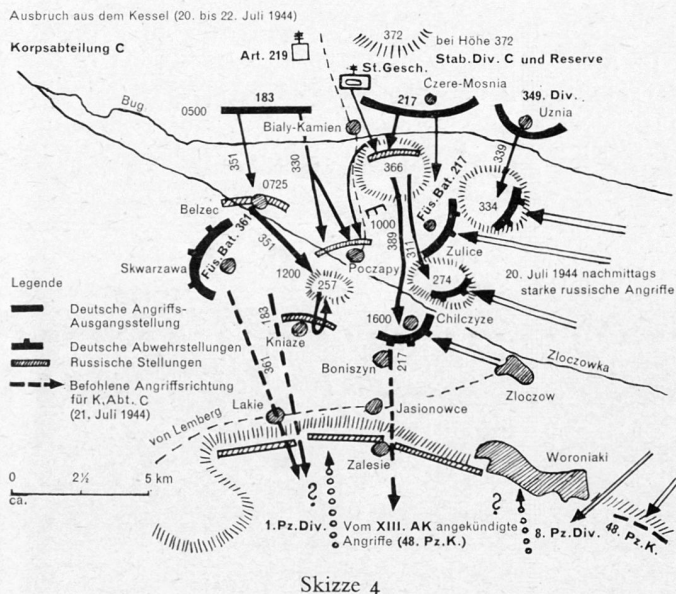 Ausbruch aus dem Kessel (20. bis 22. Juli 1944)
Korpsabteilung C
Art. 219
372
bei Höhe 372
Stab.Div. C und Reserve
St.Gesch.
Czere-Mosnia
349. Div.
Uznia
Bug
0500
183
217
Biały-Kamien
351
330
339
366
Füs.Bat. 217
334
0725
Belzec
351
Füs.Bat. 361
E
1000
389
311
Zulice
Skwarzawa
Poczapy
1200
257
274
20. Juli 1944 nachmittags
starke russische Angriffe
Legende
Deutsche Angriffs-
Ausgangsstellung
Deutsche Abwehrstellungen
Russische Stellungen
Befohlene Angriffsrichtung
für K,Abt. C
(21. Juli 1944)
183
Kniaze
1600
Chilczyze
361
217
Boniszyn
Zloczowka
Zloczow
von Lemberg
Lakie
Jasionowce
Zalesie
Woroniaki
0 2½ 5 km
ca.
?
?
1.Pz.Div.
Vom XIII. AK angekündigte
Angriffe (48. Pz.K.)
8. Pz.Div.
48. Pz.K.
Skizze 4